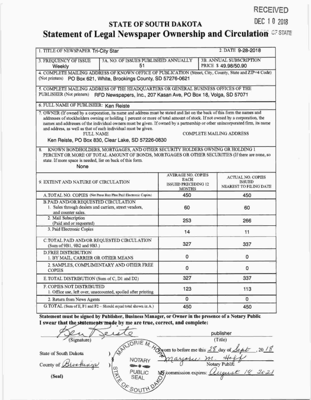 RECEIVED
DEC 10 2018
STATE OF SOUTH DAKOTA
Statement of Legal Newspaper Ownership and Circulation OF STATE
1. TITLE OF NEWSPAPER Tri-City Star
2. DATE 9-28-2018
3. FREQUENCY OF ISSUE
Weekly
3A. NO. OF ISSUES PUBLISHED ANNUALLY
51
3B. ANNUAL SUBSCRIPTION
PRICE $ 49.98/50.90
4. COMPLETE MAILING ADDRESS OF KNOWN OFFICE OF PUBLICATION (Street, City, County, State and ZIP+4 Code)
(Not printers) PO Box 621, White, Brookings County, SD 57276-0621
5. COMPLETE MAILING ADDRESS OF THE HEADQUARTERS OR GENERAL BUSINESS OFFICES OF THE
PUBLISHER (Not printers) RFD Newspapers, Inc., 207 Kasan Ave, PO Box 18, Volga, SD 57071
6. FULL NAME OF PUBLISHER: Ken Reiste
7. OWNER (If owned by a corporation, its name and address must be stated and list on the back of this form the names and
addresses of stockholders owning or holding 1 percent or more of total amount of stock. If not owned by a corporation, the
names and addresses of the individual owners must be given. If owned by a partnership or other unincorporated firm, its name
and address, as well as that of each individual must be given.
FULL NAME
COMPLETE MAILING ADDRESS
Ken Reiste, PO Box 830, Clear Lake, SD 57226-0830
8. KNOWN BONDHOLDERS, MORTGAGES, AND OTHER SECURITY HOLDERS OWNING OR HOLDING 1
PERCENT OR MORE OF TOTAL AMOUNT OF BONDS, MORTGAGES OR OTHER SECURITIES (If there are none, so
state. If more space is needed, list on back of this form.
None
9. EXTENT AND NATURE OF CIRCULATION
AVERAGE NO. COPIES
EACH
ISSUED PRECEDING 12
MONTHS
ACTUAL NO. COPIES
ISSUED
NEAREST TO FILING DATE
A. TOTAL NO. COPIES
450
450
B. PAID AND/OR REQUESTED CIRCULATION
1. Sales through dealers and carriers, street vendors,
and counter sales.
60
60
2. Mail Subscription
(Paid and or requested)
253
266
3. Paid Electronic Copies
14
11
C. TOTAL PAID AND/OR REQUESTED CIRCULATION
(Sum of 9B1, 9B2 and 9B3.)
327
337
D. FREE DISTRIBUTION
1. BY MAIL, CARRIER OR OTHER MEANS
0
0
2. SAMPLES, COMPLIMENTARY AND OTHER FREE
COPIES
0
0
E. TOTAL DISTRIBUTION (Sum of C, D1 and D2)
327
337
F. COPIES NOT DISTRIBUTED
1. Office use, left over, unaccounted, spoiled after printing
123
113
2. Return from News Agents
0
0
G. TOTAL (Sum of E, F1 and F2 – Should equal total shown in A.)
450
450
Statement must be signed by Publisher, Business Manager, or Owner in the presence of a Notary Public
I swear that the statements made by me are true, correct, and complete:
Ken Reiste
publisher
(Signature)
(Title)
Sworn to before me this 28 day of Sept. 2018
State of South Dakota
Marjorie M. Hoff
Notary Public
County of Brookings
My commission expires: August 10 2021
(Seal)
MARJORIE M. HOFF
NOTARY
PUBLIC
SEAL
STATE OF SOUTH DAKOTA